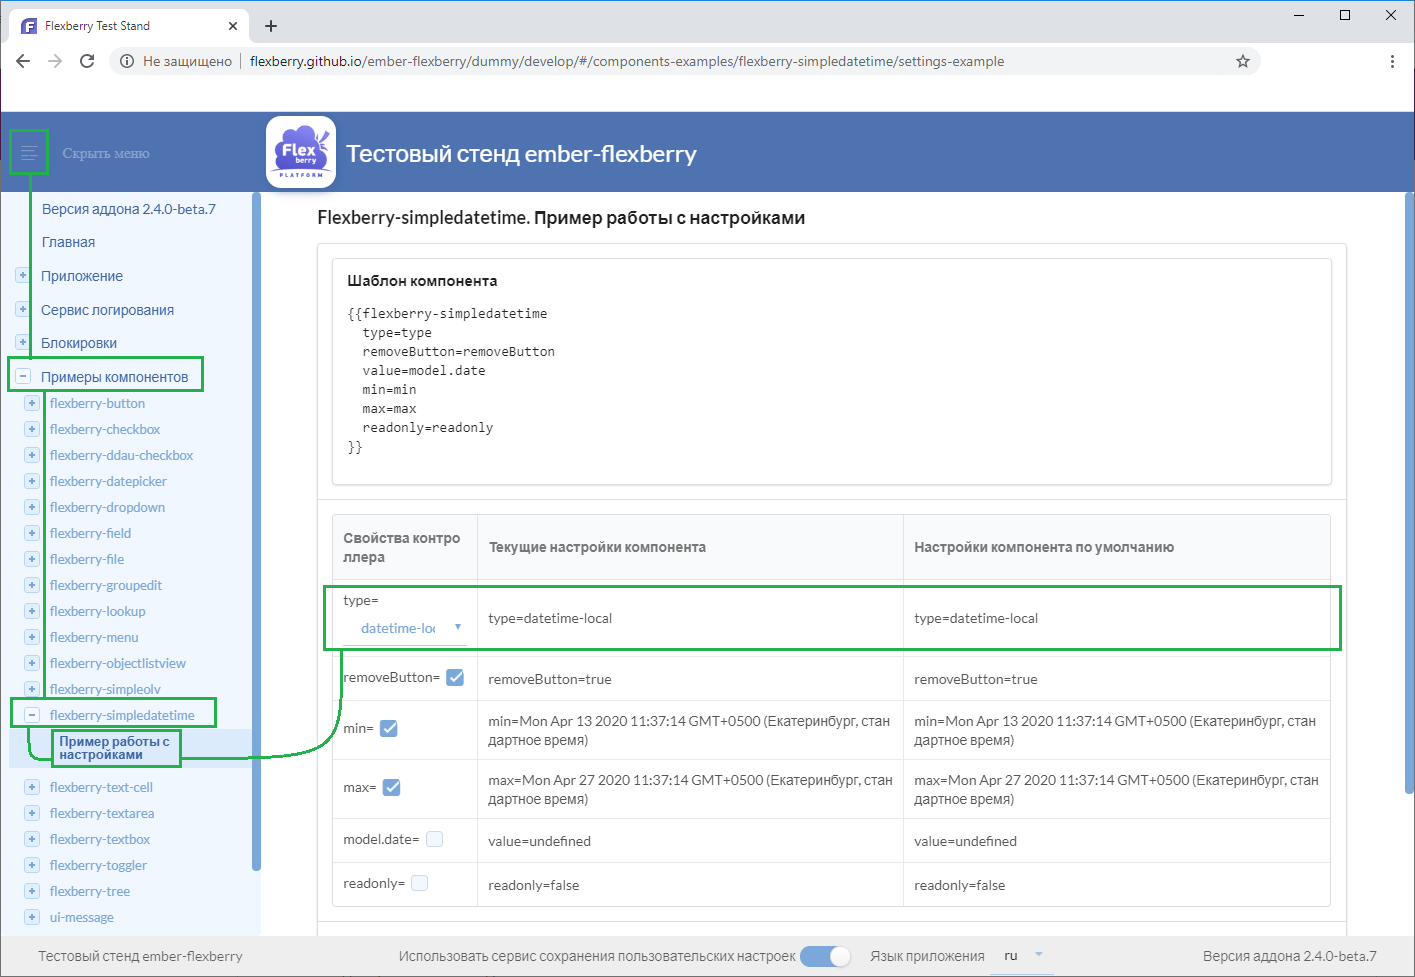 Flexberry Test Stand
Не защищено
flexberry.github.io/ember-flexberry/dummy/develop/#/components-examples/flexberry-simpledatetime/settings-example
Скрыть меню
Flex
berry
PLATFORM
Тестовый стенд ember-flexberry
Версия аддона 2.4.0-beta.7
Главная
Приложение
Сервис логирования
Блокировки
Примеры компонентов
flexberry-button
flexberry-checkbox
flexberry-ddau-checkbox
flexberry-datepicker
flexberry-dropdown
flexberry-field
flexberry-file
flexberry-groupedit
flexberry-lookup
flexberry-menu
flexberry-objectlistview
flexberry-simpleolv
flexberry-simpledatetime
Пример работы с
настройками
flexberry-text-cell
flexberry-textarea
flexberry-textbox
flexberry-toggler
flexberry-tree
ui-message
Flexberry-simpledatetime. Пример работы с настройками
Шаблон компонента
{{flexberry-simpledatetime
type=type
removeButton=removeButton
value=model.date
min=min
max=max
readonly=readonly
}}
Свойства контро
ллера
Текущие настройки компонента
Настройки компонента по умолчанию
type=
datetime-loc
type=datetime-local
type=datetime-local
removeButton=
removeButton=true
removeButton=true
min=
min=Mon Apr 13 2020 11:37:14 GMT+0500 (Екатеринбург, стан
дартное время)
min=Mon Apr 13 2020 11:37:14 GMT+0500 (Екатеринбург, стан
дартное время)
max=
max=Mon Apr 27 2020 11:37:14 GMT+0500 (Екатеринбург, стан
дартное время)
max=Mon Apr 27 2020 11:37:14 GMT+0500 (Екатеринбург, стан
дартное время)
model.date=
value=undefined
value=undefined
readonly=
readonly=false
readonly=false
Тестовый стенд ember-flexberry
Использовать сервис сохранения пользовательских настроек
Язык приложения
ru
Версия аддона 2.4.0-beta.7